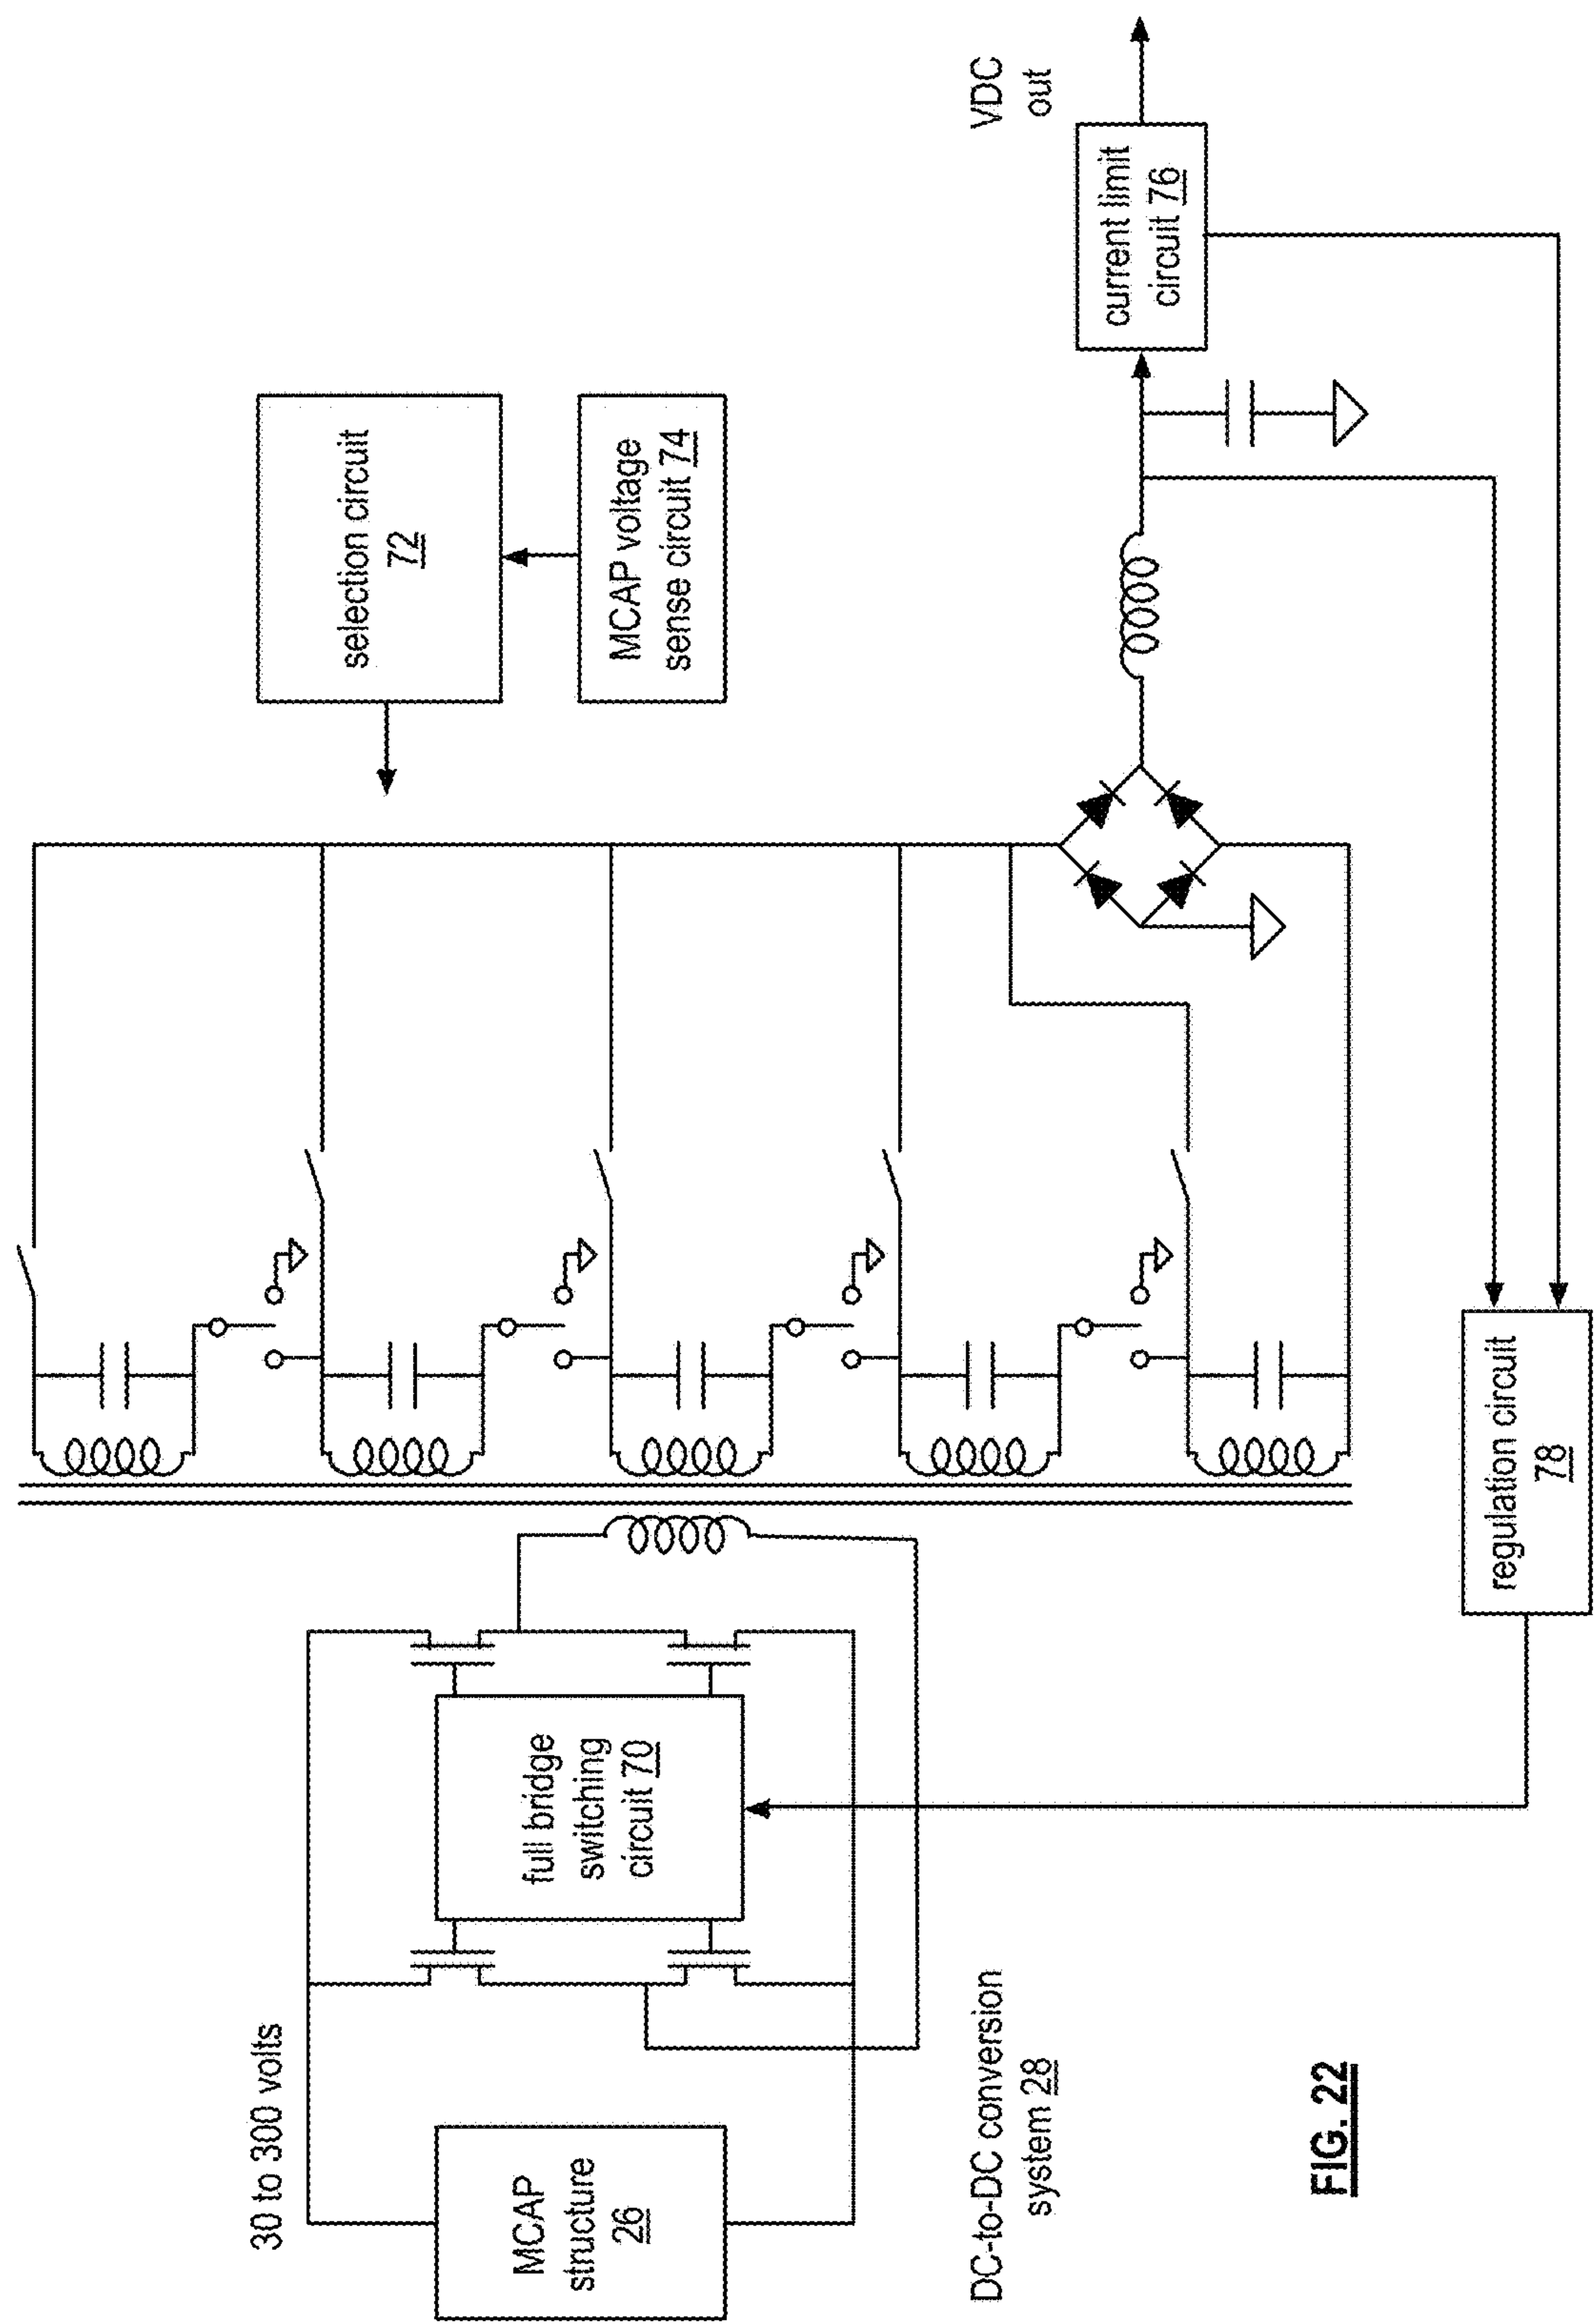 30 to 300 volts
MCAP
structure
26
full bridge
switching
circuit 70
DC-to-DC conversion
system 28
selection circuit
72
MCAP voltage
sense circuit 74
VDC
out
current limit
circuit 76
regulation circuit
78
FIG. 22